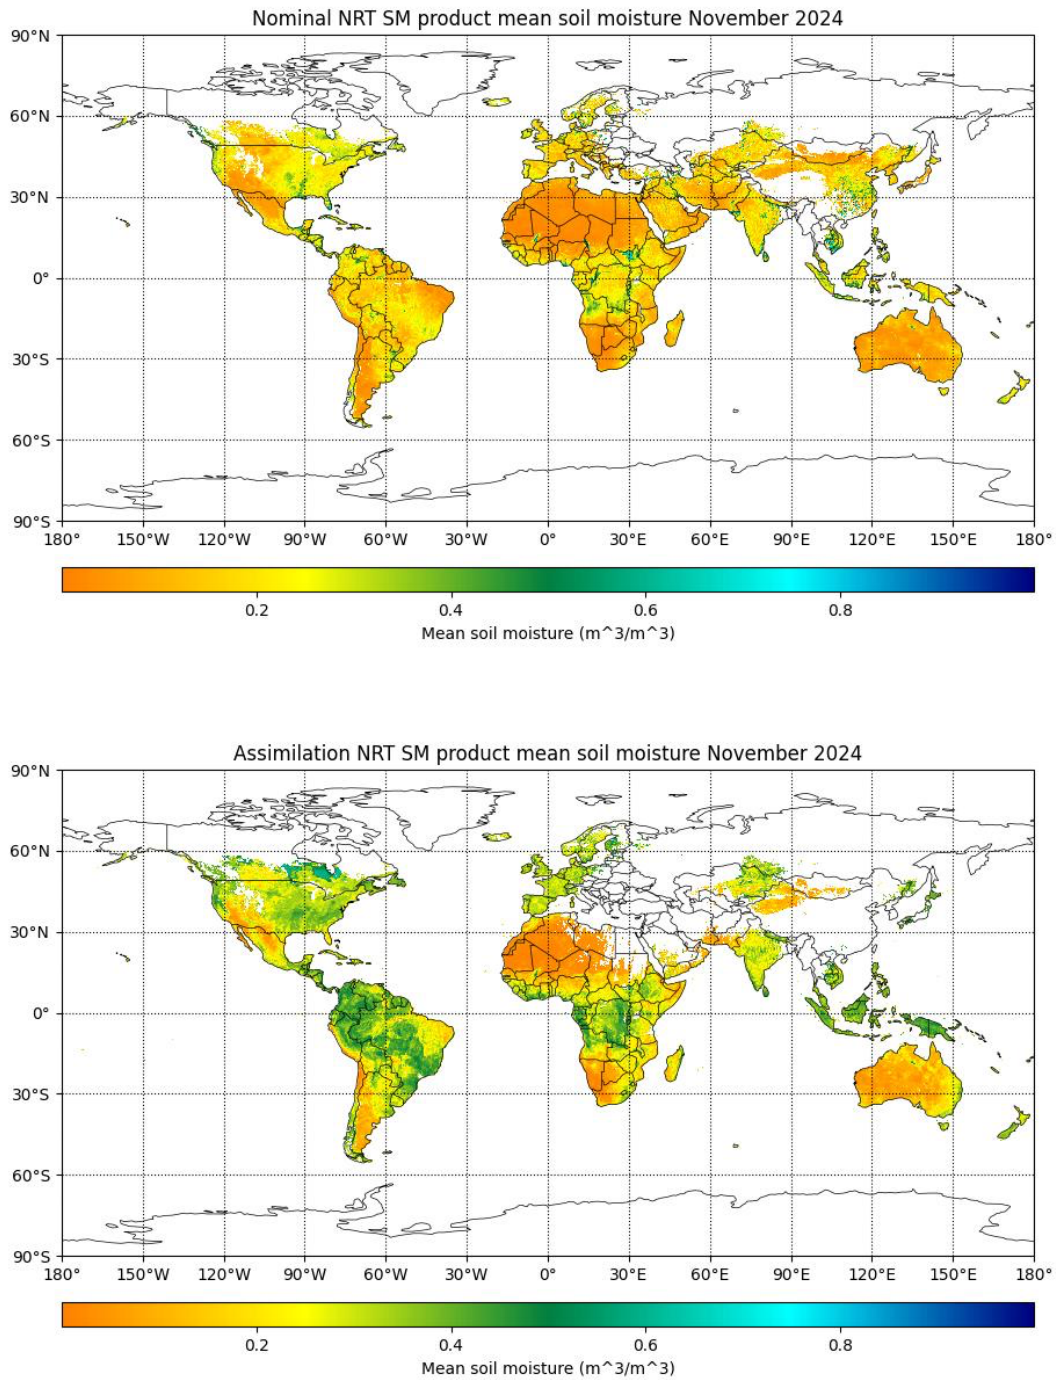 Nominal NRT SM product mean soil moisture November 2024
90°N
60°N
30°N
0°
30°S
60°S
90°S
180° 150°W 120°W 90°W 60°W 30°W 0° 30°E 60°E 90°E 120°E 150°E 180°
0.2 0.4 0.6 0.8
Mean soil moisture (m^3/m^3)
Assimilation NRT SM product mean soil moisture November 2024
90°N
60°N
30°N
0°
30°S
60°S
90°S
180° 150°W 120°W 90°W 60°W 30°W 0° 30°E 60°E 90°E 120°E 150°E 180°
0.2 0.4 0.6 0.8
Mean soil moisture (m^3/m^3)